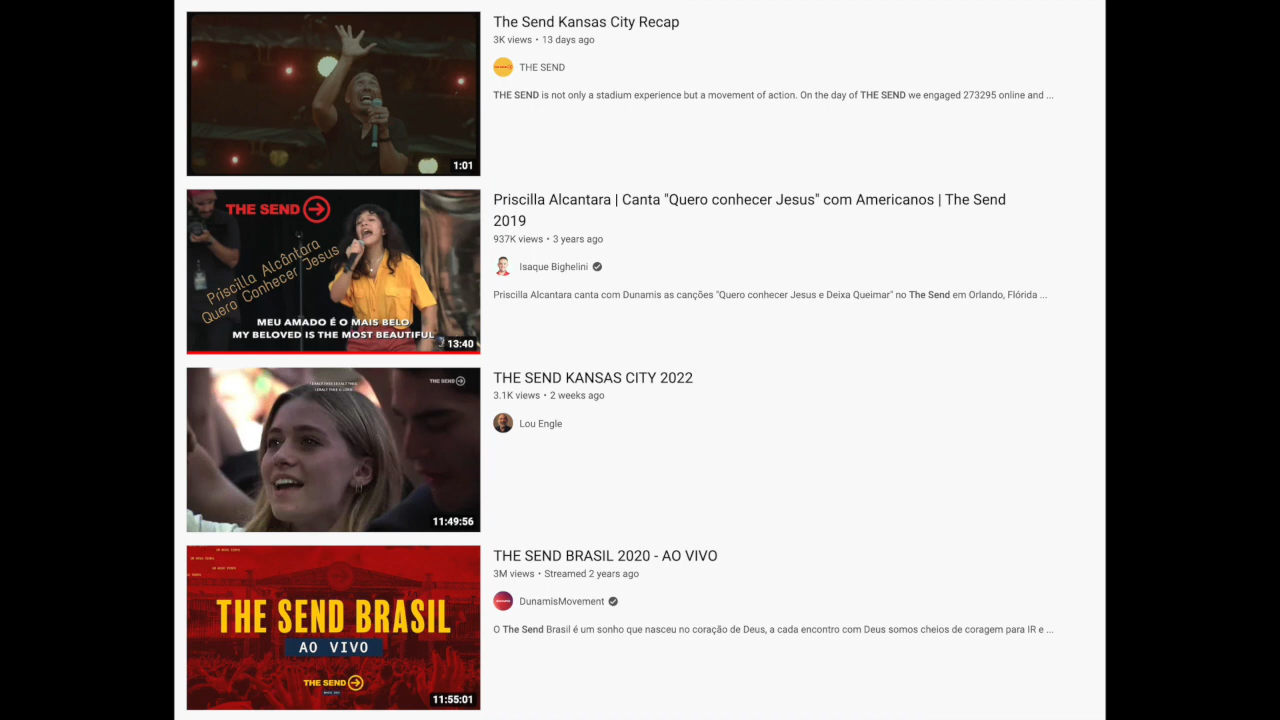 The Send Kansas City Recap
3K views • 13 days ago
THE SEND
THE SEND is not only a stadium experience but a movement of action. On the day of THE SEND we engaged 273295 online and ...
1:01
THE SEND
Priscilla Alcântara
Quero Conhecer Jesus
MEU AMADO É O MAIS BELO
MY BELOVED IS THE MOST BEAUTIFUL
13:40
Priscilla Alcantara | Canta "Quero conhecer Jesus" com Americanos | The Send
2019
937K views • 3 years ago
Isaque Bighelini
Priscilla Alcantara canta com Dunamis as canções "Quero conhecer Jesus e Deixa Queimar" no The Send em Orlando, Flórida ...
THE SEND
11:49:56
THE SEND KANSAS CITY 2022
3.1K views • 2 weeks ago
Lou Engle
THE SEND BRASIL
AO VIVO
THE SEND
11:55:01
THE SEND BRASIL 2020 - AO VIVO
3M views • Streamed 2 years ago
DunamisMovement
O The Send Brasil é um sonho que nasceu no coração de Deus, a cada encontro com Deus somos cheios de coragem para IR e ...